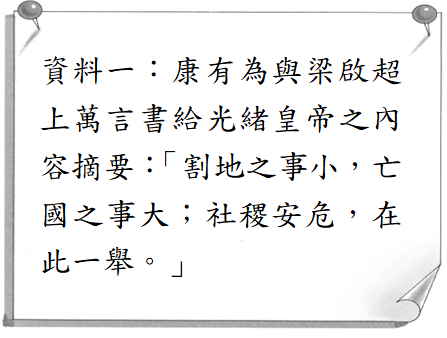 資料一：康有為與梁啟超
上萬言書給光緒皇帝之內
容摘要：「割地之事小，亡
國之事大；社稷安危，在
此一舉。」